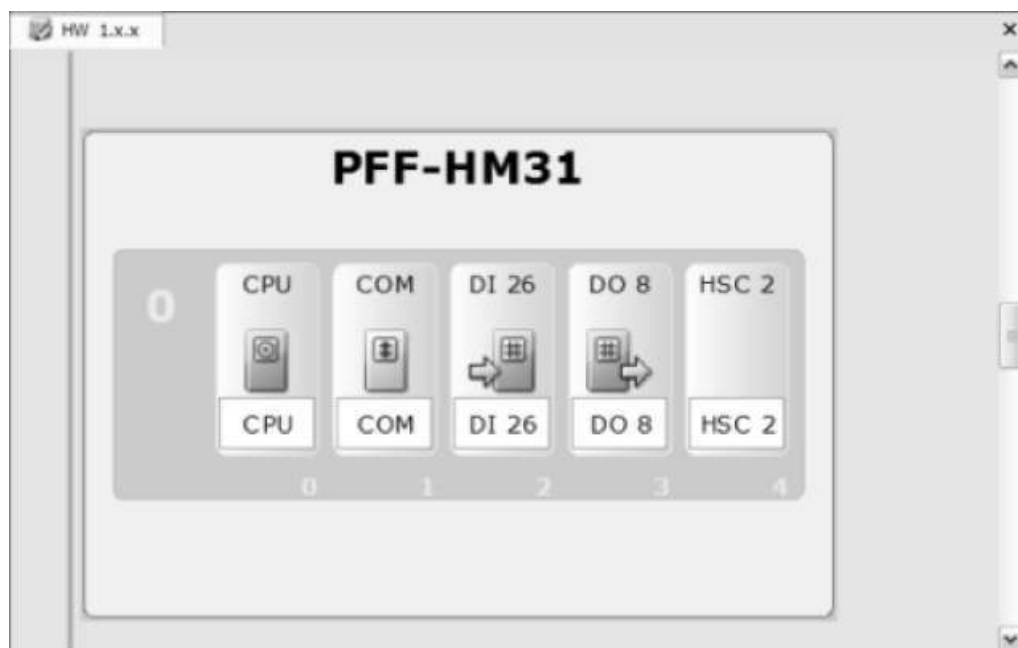 HW 1.x.x
PFF-HM31
0
CPU COM DI 26 DO 8 HSC 2
CPU COM DI 26 DO 8 HSC 2
0 1 2 3 4